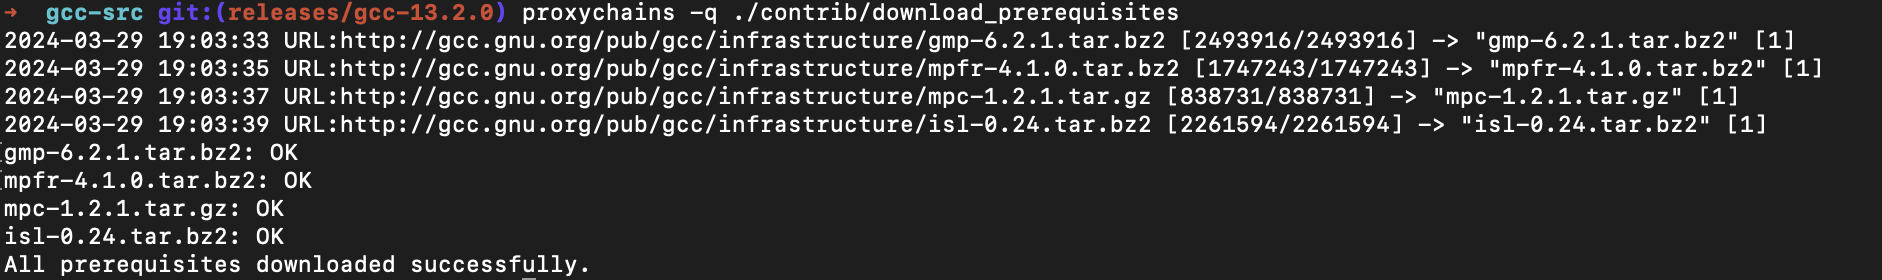 ➜ gcc-src git:(releases/gcc-13.2.0) proxychains -q ./contrib/download_prerequisites
2024-03-29 19:03:33 URL:http://gcc.gnu.org/pub/gcc/infrastructure/gmp-6.2.1.tar.bz2 [2493916/2493916] -> "gmp-6.2.1.tar.bz2" [1]
2024-03-29 19:03:35 URL:http://gcc.gnu.org/pub/gcc/infrastructure/mpfr-4.1.0.tar.bz2 [1747243/1747243] -> "mpfr-4.1.0.tar.bz2" [1]
2024-03-29 19:03:37 URL:http://gcc.gnu.org/pub/gcc/infrastructure/mpc-1.2.1.tar.gz [838731/838731] -> "mpc-1.2.1.tar.gz" [1]
2024-03-29 19:03:39 URL:http://gcc.gnu.org/pub/gcc/infrastructure/isl-0.24.tar.bz2 [2261594/2261594] -> "isl-0.24.tar.bz2" [1]
gmp-6.2.1.tar.bz2: OK
mpfr-4.1.0.tar.bz2: OK
mpc-1.2.1.tar.gz: OK
isl-0.24.tar.bz2: OK
All prerequisites downloaded successfully.